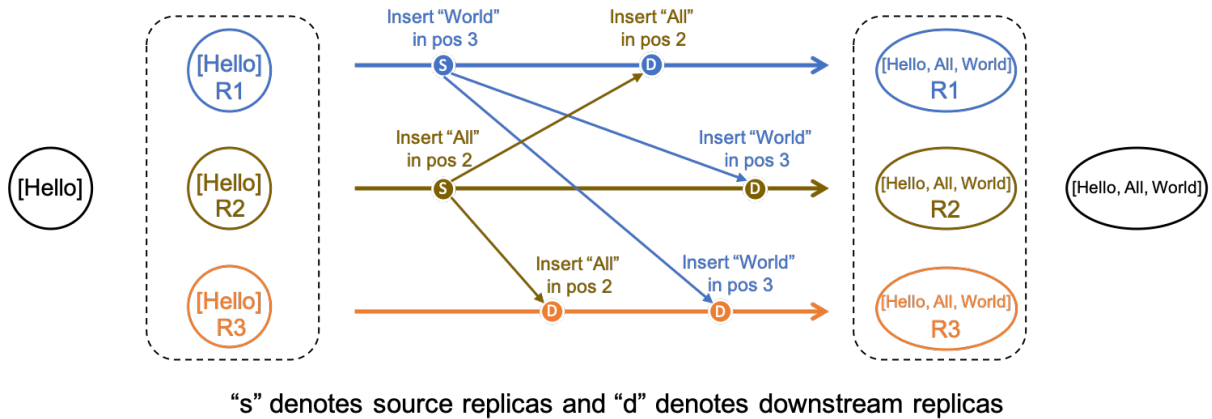 Insert “World”
in pos 3
Insert “All”
in pos 2
[Hello]
R1
S
D
[Hello, All, World]
R1
Insert “All”
in pos 2
Insert “World”
in pos 3
[Hello]
[Hello]
R2
S
D
[Hello, All, World]
R2
[Hello, All, World]
Insert “All”
in pos 2
Insert “World”
in pos 3
[Hello]
R3
D
D
[Hello, All, World]
R3
“s” denotes source replicas and “d” denotes downstream replicas